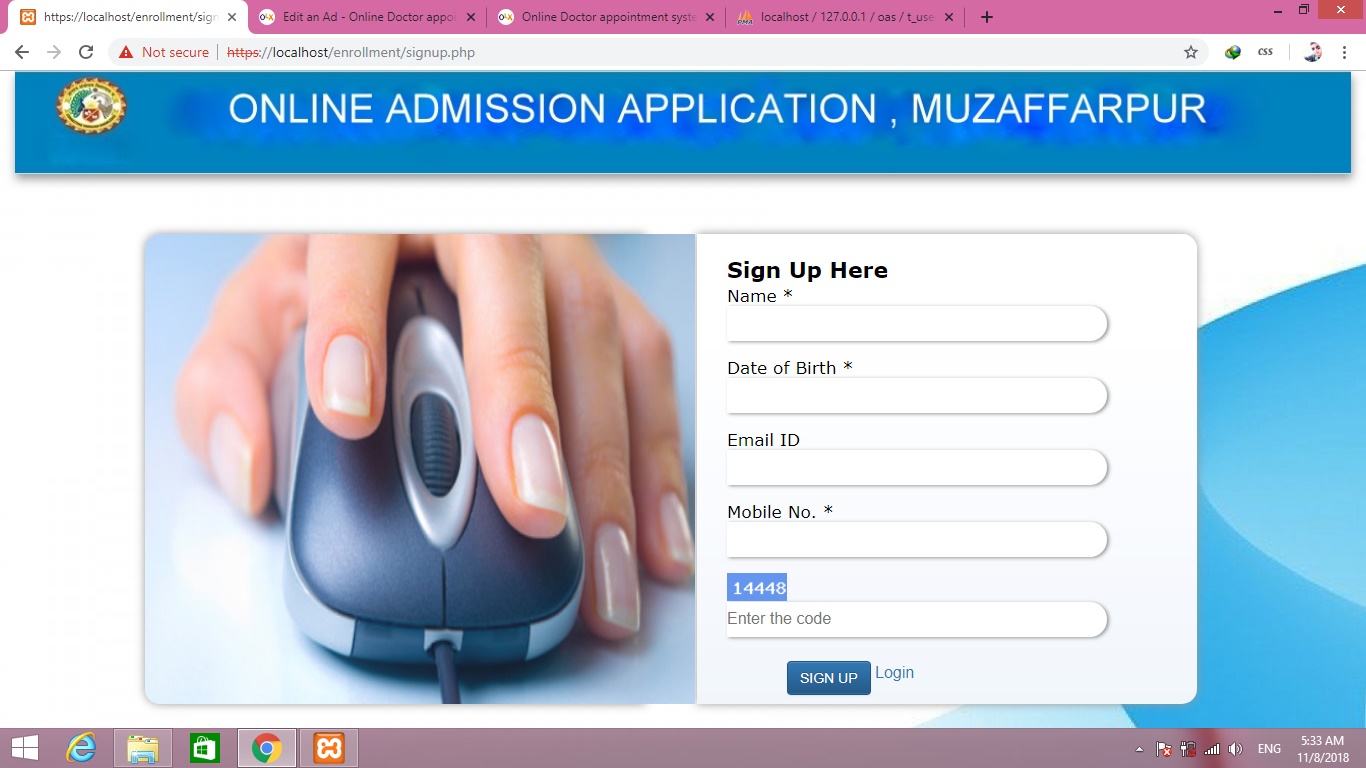 https://localhost/enrollment/sign
Edit an Ad - Online Doctor appoi
Online Doctor appointment syste
localhost / 127.0.0.1 / oas / t_use
Not secure
https://localhost/enrollment/signup.php
CSS
ONLINE ADMISSION APPLICATION , MUZAFFARPUR
Sign Up Here
Name *
Date of Birth *
Email ID
Mobile No. *
14448
Enter the code
SIGN UP Login
ENG
5:33 AM
11/8/2018